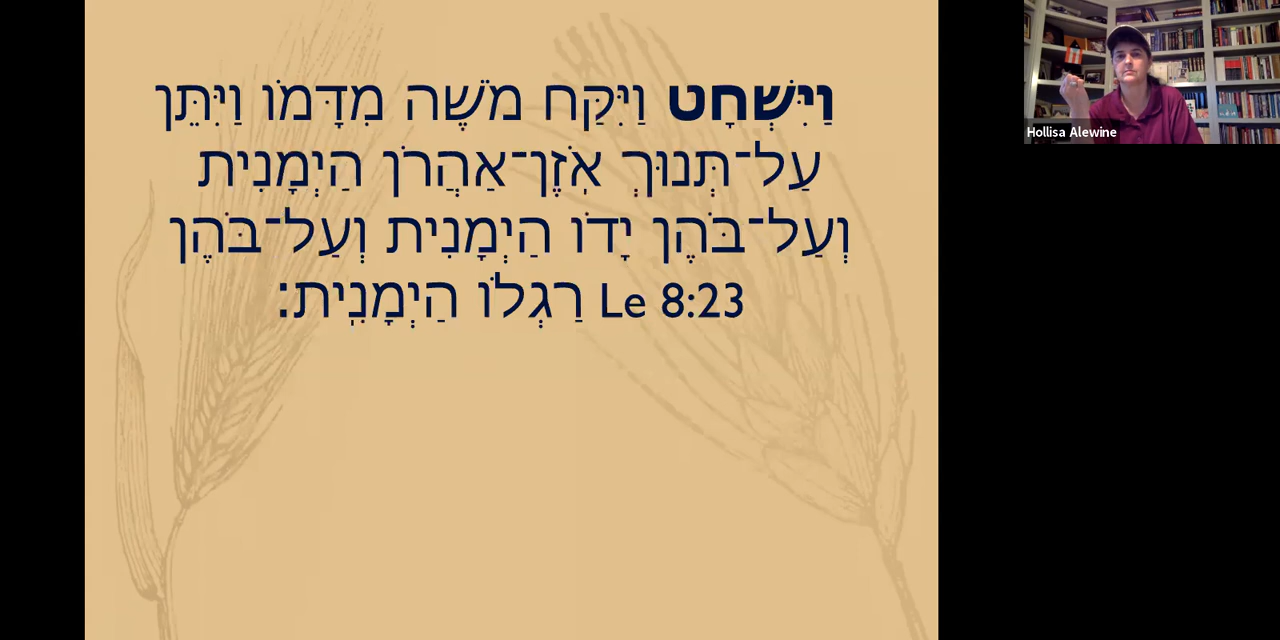 וַיִּשְׁחָט וַיִּקַּח מֹשֶׁה מִדָּמוֹ וַיִּתֵּן
עַל־תְּנוּךְ אֹזֶן־אַהֲרֹן הַיְמָנִית
וְעַל־בֹּהֶן יָדוֹ הַיְמָנִית וְעַל־בֹּהֶן
Le 8:23 רַגְלוֹ הַיְמָנִית׃
Hollisa Alewine